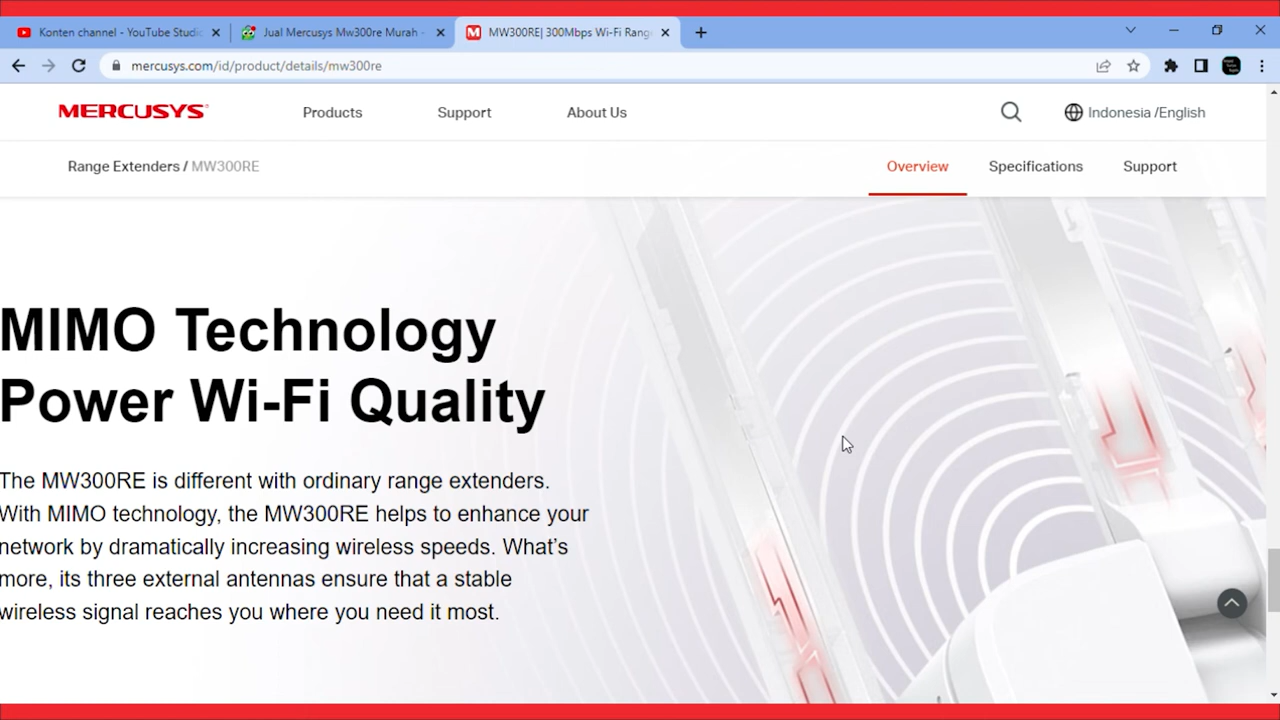 Konten channel - YouTube Studio
Jual Mercusys Mw300re Murah -
MW300RE| 300Mbps Wi-Fi Rang
mercusys.com/id/product/details/mw300re
MERCUSYS
Products
Support
About Us
Indonesia /English
Range Extenders / MW300RE
Overview
Specifications
Support
MIMO Technology
Power Wi-Fi Quality
The MW300RE is different with ordinary range extenders.
With MIMO technology, the MW300RE helps to enhance your
network by dramatically increasing wireless speeds. What’s
more, its three external antennas ensure that a stable
wireless signal reaches you where you need it most.